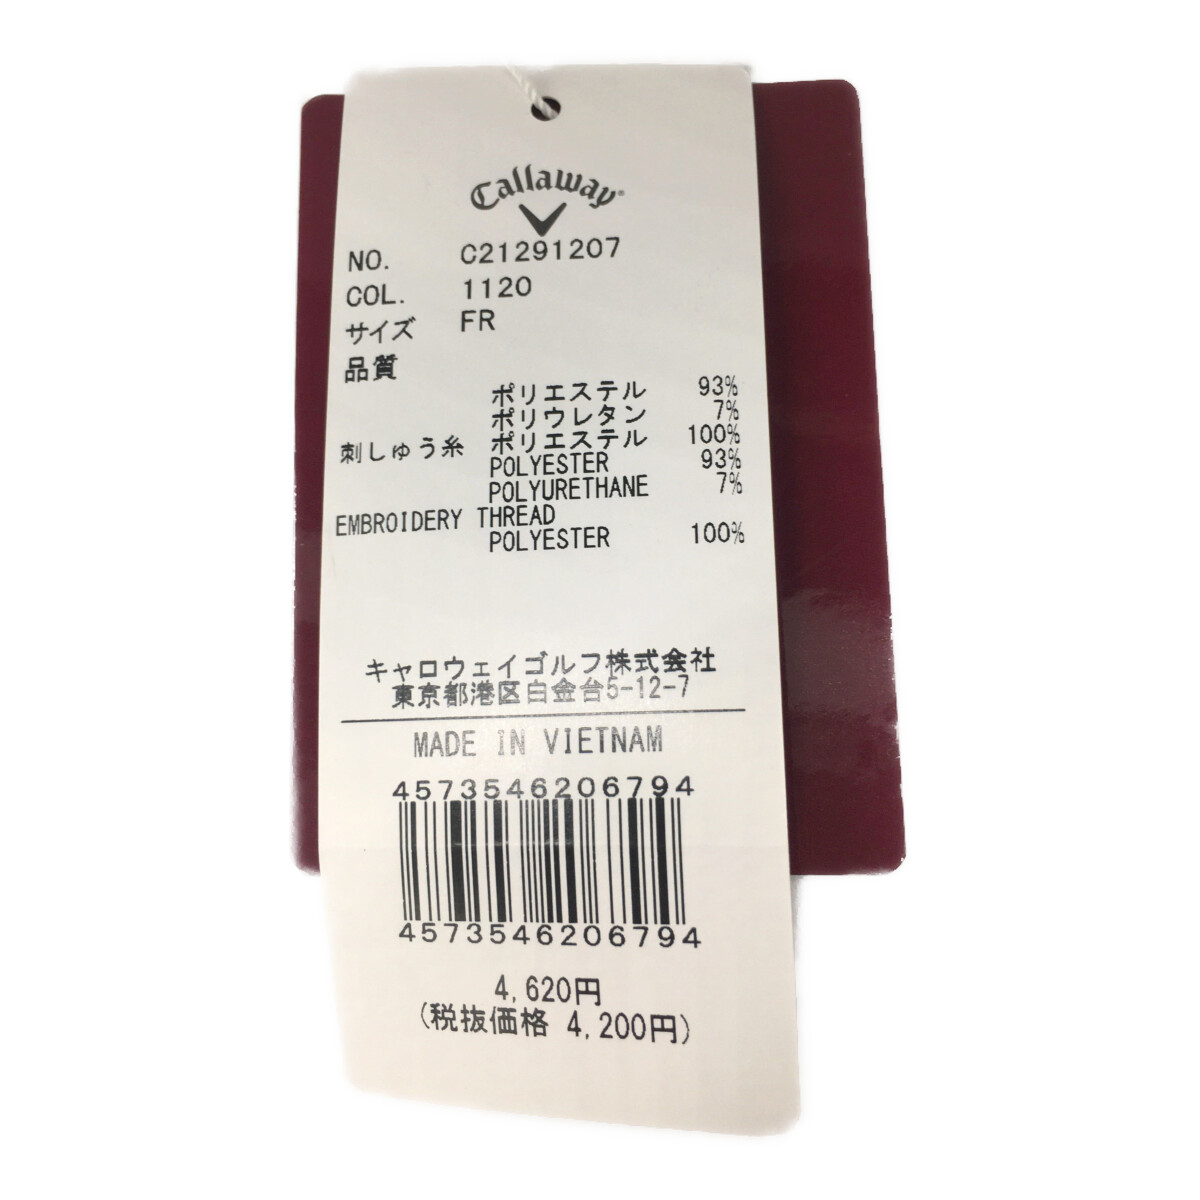 Callaway
NO. C21291207
COL. 1120
サイズ FR
品質
ポリエステル 93%
ポリウレタン 7%
刺しゅう糸 ポリエステル 100%
POLYESTER 93%
POLYURETHANE 7%
EMBROIDERY THREAD
POLYESTER 100%
キャロウェイゴルフ株式会社
東京都港区白金台5-12-7
MADE IN VIETNAM
4573546206794
4573546206794
4,620円
(税抜価格 4,200円)